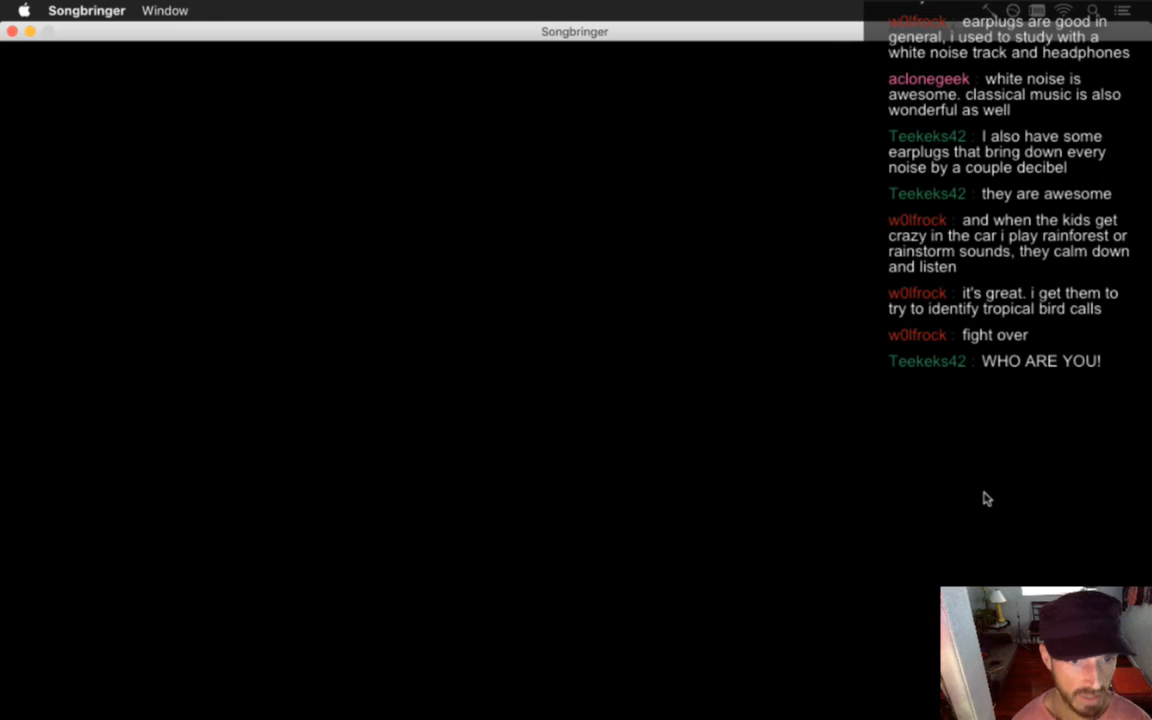 Songbringer Window
Songbringer
w0lfrock : earplugs are good in
general, i used to study with a
white noise track and headphones
aclonegeek : white noise is
awesome. classical music is also
wonderful as well
Teekeks42 : I also have some
earplugs that bring down every
noise by a couple decibel
Teekeks42 : they are awesome
w0lfrock : and when the kids get
crazy in the car i play rainforest or
rainstorm sounds, they calm down
and listen
w0lfrock : it's great. i get them to
try to identify tropical bird calls
w0lfrock : fight over
Teekeks42 : WHO ARE YOU!